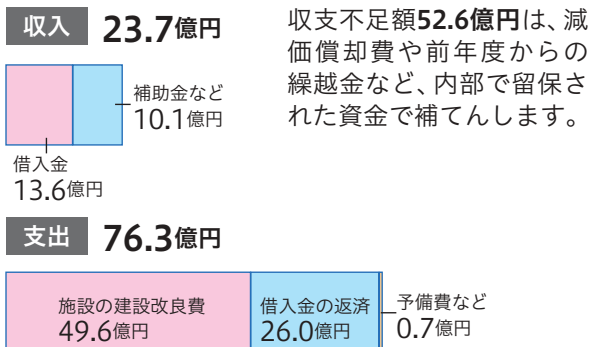 収入 23.7億円
補助金など
10.1億円
借入金
13.6億円
収支不足額52.6億円は、減
価償却費や前年度からの
繰越金など、内部で留保さ
れた資金で補てんします。
支出 76.3億円
施設の建設改良費
49.6億円
借入金の返済
26.0億円
予備費など
0.7億円